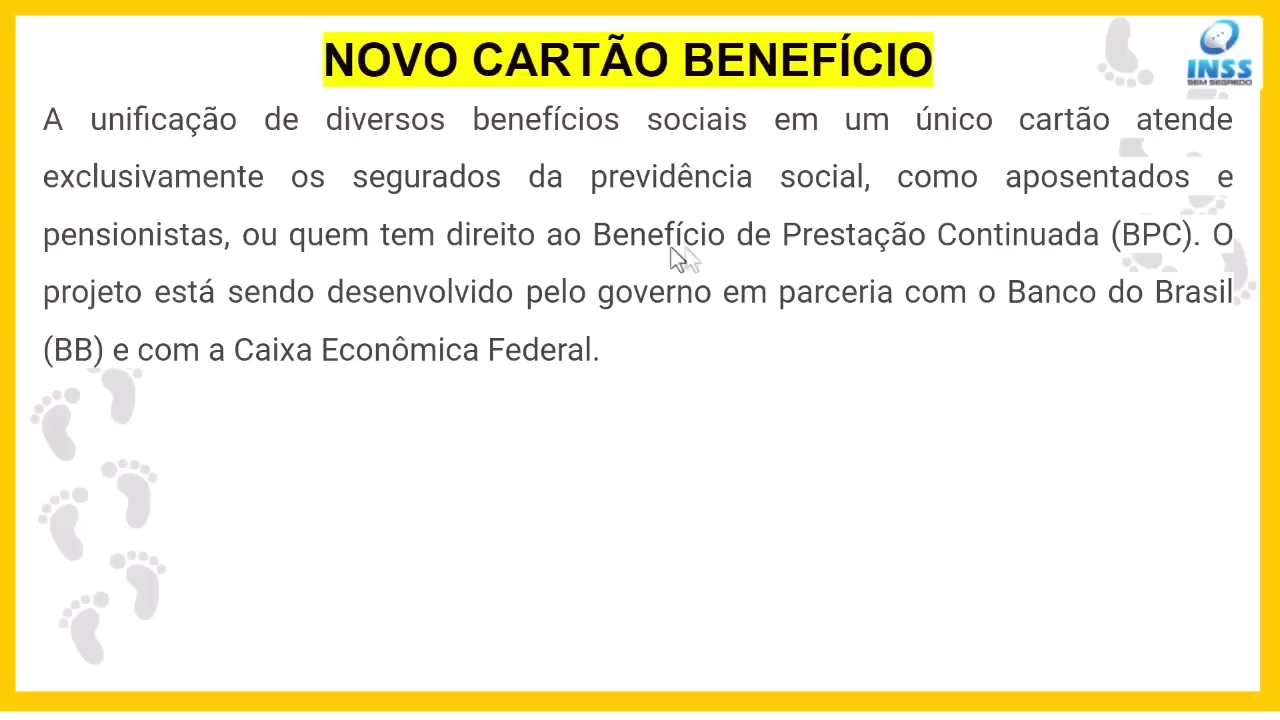 NOVO CARTÃO BENEFÍCIO
INSS
SEM SEGREDO
A unificação de diversos benefícios sociais em um único cartão atende
exclusivamente os segurados da previdência social, como aposentados e
pensionistas, ou quem tem direito ao Benefício de Prestação Continuada (BPC). O
projeto está sendo desenvolvido pelo governo em parceria com o Banco do Brasil
(BB) e com a Caixa Econômica Federal.